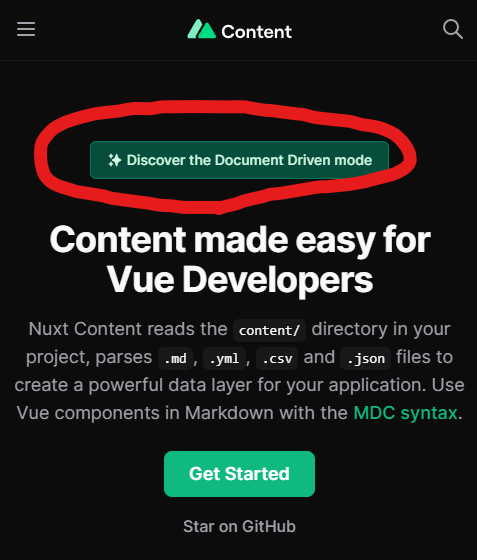 Content
Discover the Document Driven mode
Content made easy for
Vue Developers
Nuxt Content reads the content/ directory in your
project, parses .md, .yml, .csv and .json files to
create a powerful data layer for your application. Use
Vue components in Markdown with the MDC syntax.
Get Started
Star on GitHub